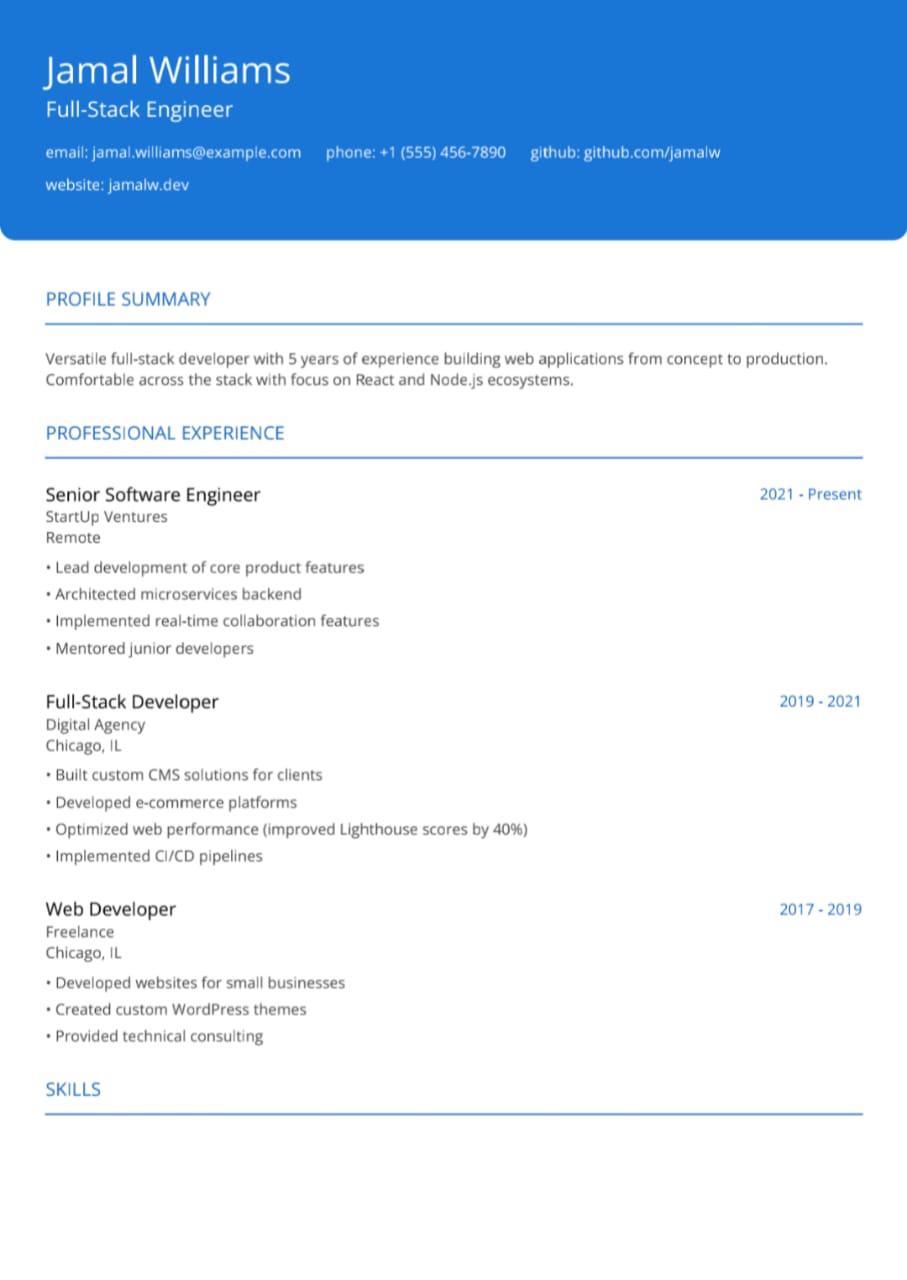 Jamal Williams
Full-Stack Engineer
email: jamal.williams@example.com phone: +1 (555) 456-7890 github: github.com/jamalw
website: jamalw.dev
PROFILE SUMMARY
Versatile full-stack developer with 5 years of experience building web applications from concept to production.
Comfortable across the stack with focus on React and Node.js ecosystems.
PROFESSIONAL EXPERIENCE
Senior Software Engineer 2021 - Present
StartUp Ventures
Remote
• Lead development of core product features
• Architected microservices backend
• Implemented real-time collaboration features
• Mentored junior developers
Full-Stack Developer 2019 - 2021
Digital Agency
Chicago, IL
• Built custom CMS solutions for clients
• Developed e-commerce platforms
• Optimized web performance (improved Lighthouse scores by 40%)
• Implemented CI/CD pipelines
Web Developer 2017 - 2019
Freelance
Chicago, IL
• Developed websites for small businesses
• Created custom WordPress themes
• Provided technical consulting
SKILLS